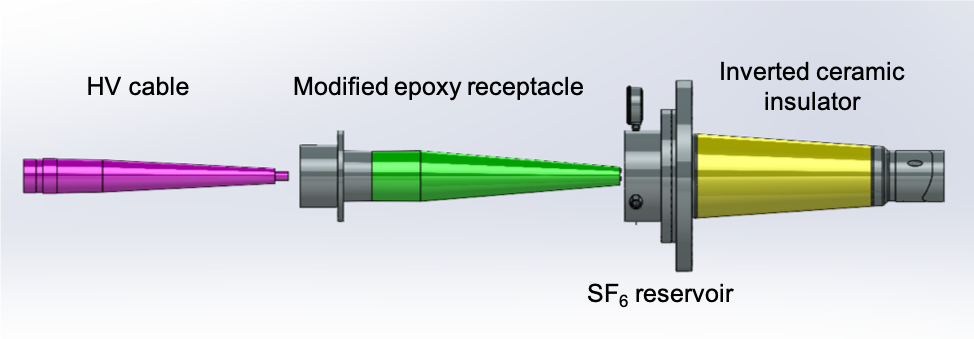 HV cable
Modified epoxy receptacle
Inverted ceramic
insulator
SF₆ reservoir